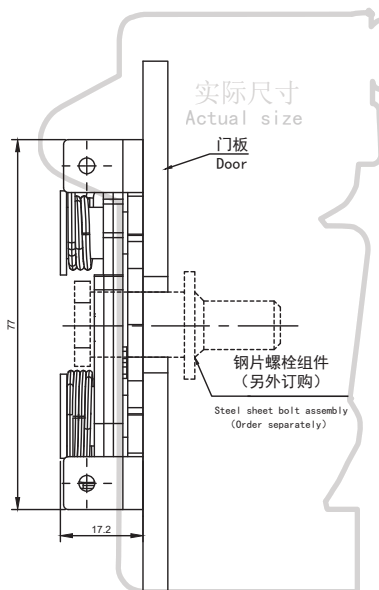 实际尺寸
Actual size
门板
Door
77
钢片螺栓组件
（另外订购）
Steel sheet bolt assembly
（Order separately）
17.2